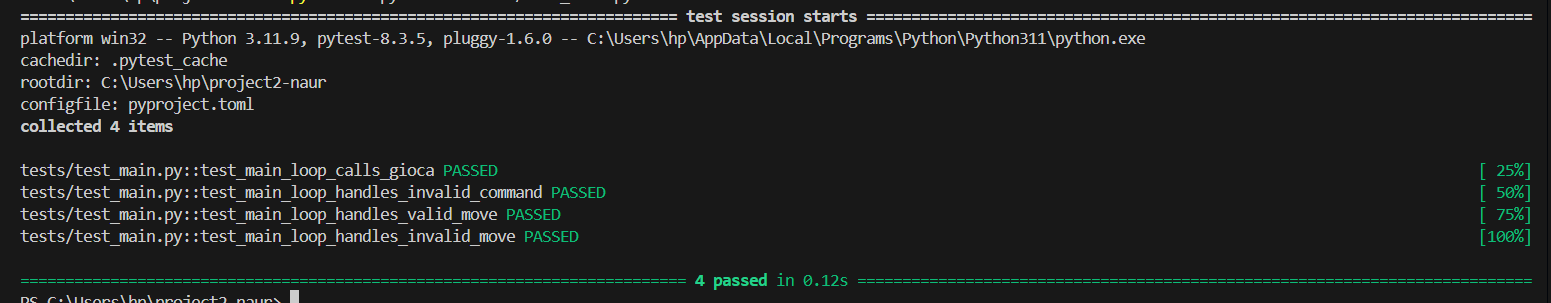 ============================= test session starts =============================
platform win32 -- Python 3.11.9, pytest-8.3.5, pluggy-1.6.0 -- C:\Users\hp\AppData\Local\Programs\Python\Python311\python.exe
cachedir: .pytest_cache
rootdir: C:\Users\hp\project2-naur
configfile: pyproject.toml
collected 4 items
tests/test_main.py::test_main_loop_calls_gioca PASSED [ 25%]
tests/test_main.py::test_main_loop_handles_invalid_command PASSED [ 50%]
tests/test_main.py::test_main_loop_handles_valid_move PASSED [ 75%]
tests/test_main.py::test_main_loop_handles_invalid_move PASSED [100%]
============================= 4 passed in 0.12s =============================
PS C:\Users\hp\project2-naur>